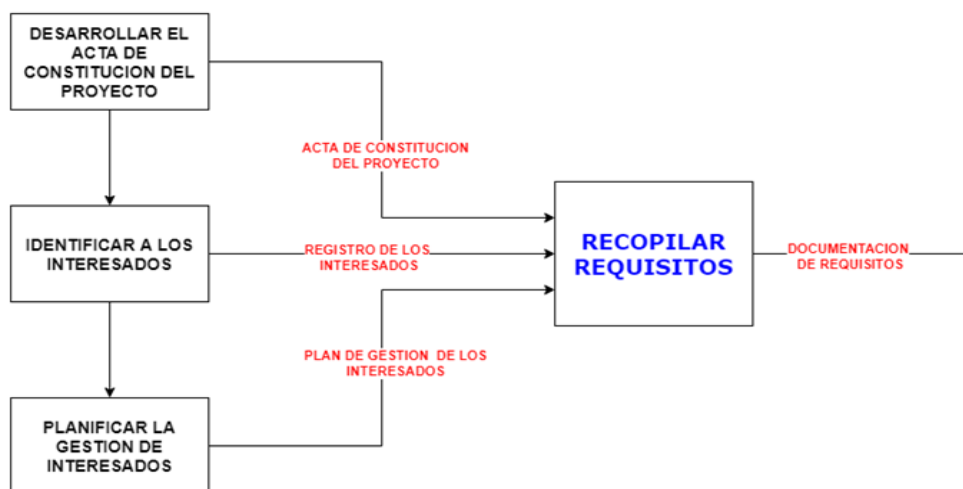 DESARROLLAR EL
ACTA DE
CONSTITUCION DEL
PROYECTO
ACTA DE CONSTITUCION
DEL PROYECTO
IDENTIFICAR A LOS
INTERESADOS
REGISTRO DE LOS
INTERESADOS
RECOPILAR
REQUISITOS
DOCUMENTACION
DE REQUISITOS
PLAN DE GESTION DE LOS
INTERESADOS
PLANIFICAR LA
GESTION DE
INTERESADOS